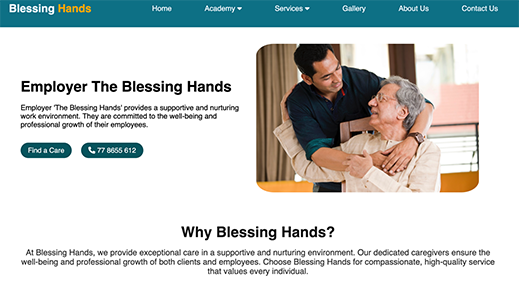 Blessing Hands Home Academy Services Gallery About Us Contact Us
Employer The Blessing Hands
Employer 'The Blessing Hands' provides a supportive and nurturing
work environment. They are committed to the well-being and
professional growth of their employees.
Find a Care 77 8655 612
Why Blessing Hands?
At Blessing Hands, we provide exceptional care in a supportive and nurturing environment. Our dedicated caregivers ensure the
well-being and professional growth of both clients and employees. Choose Blessing Hands for compassionate, high-quality service
that values every individual.